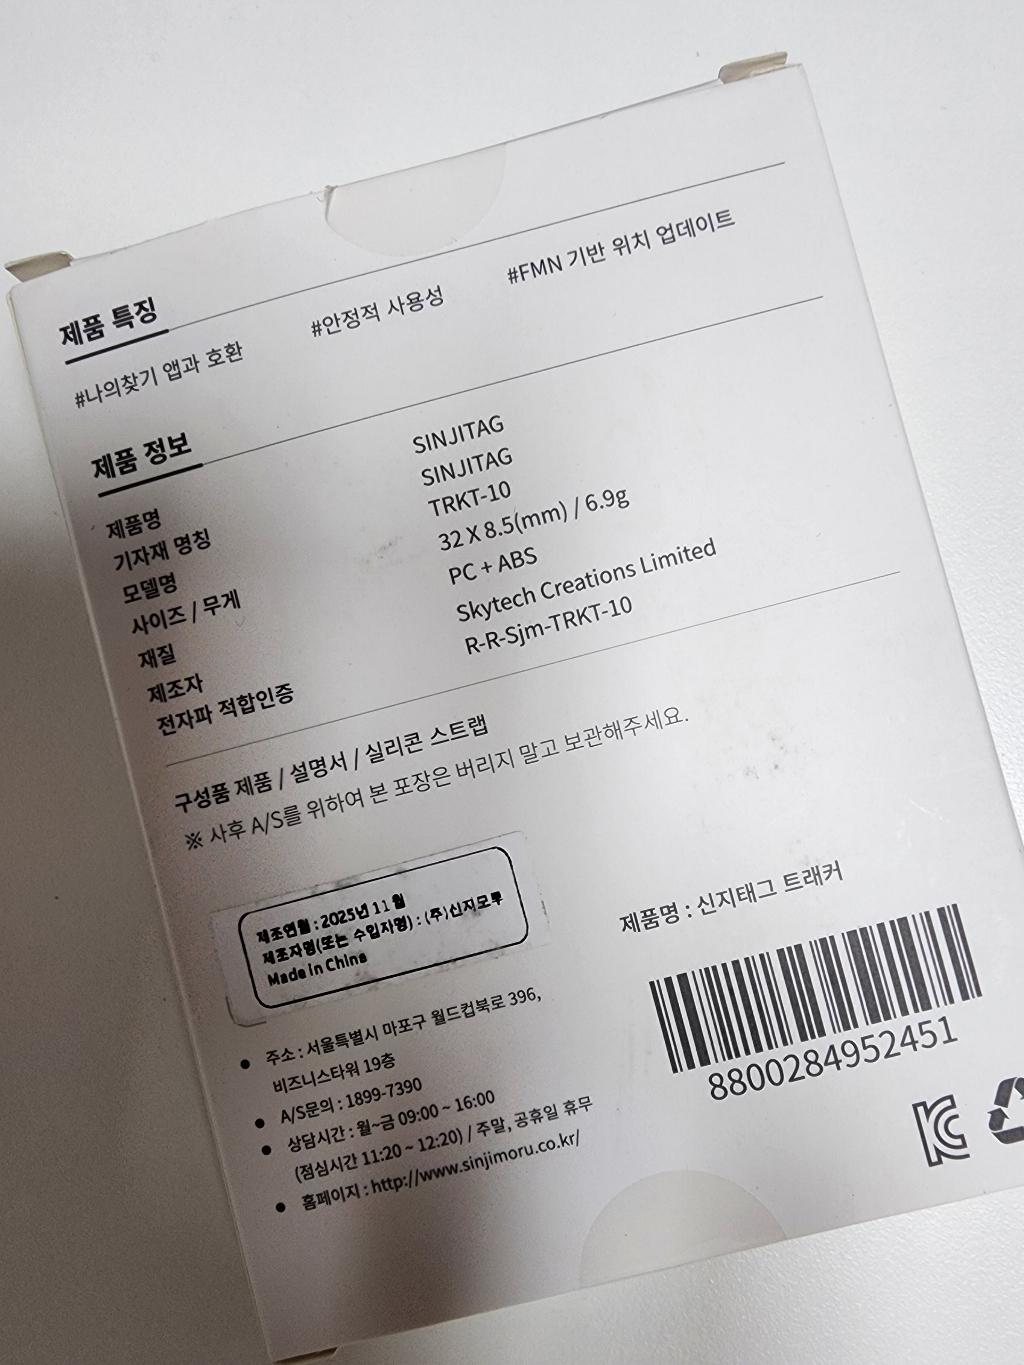 제품 특징
#나의찾기 앱과 호환 #안정적 사용성 #FMN 기반 위치 업데이트
제품 정보
제품명 SINJITAG
기자재 명칭 SINJITAG
모델명 TRKT-10
사이즈 / 무게 32 X 8.5(mm) / 6.9g
재질 PC + ABS
제조자 Skytech Creations Limited
전자파 적합인증 R-R-Sjm-TRKT-10
구성품 제품 / 설명서 / 실리콘 스트랩
※ 사후 A/S를 위하여 본 포장은 버리지 말고 보관해주세요.
제조연월 : 2025년 11월
제조자명(또는 수입자명) : (주)신지모루
Made in China
● 주소 : 서울특별시 마포구 월드컵북로 396,
비즈니스타워 19층
● A/S문의 : 1899-7390
● 상담시간 : 월~금 09:00 ~ 16:00
(점심시간 11:20 ~ 12:20) / 주말, 공휴일 휴무
● 홈페이지 : http://www.sinjimoru.co.kr/
제품명 : 신지태그 트래커
8800284952451